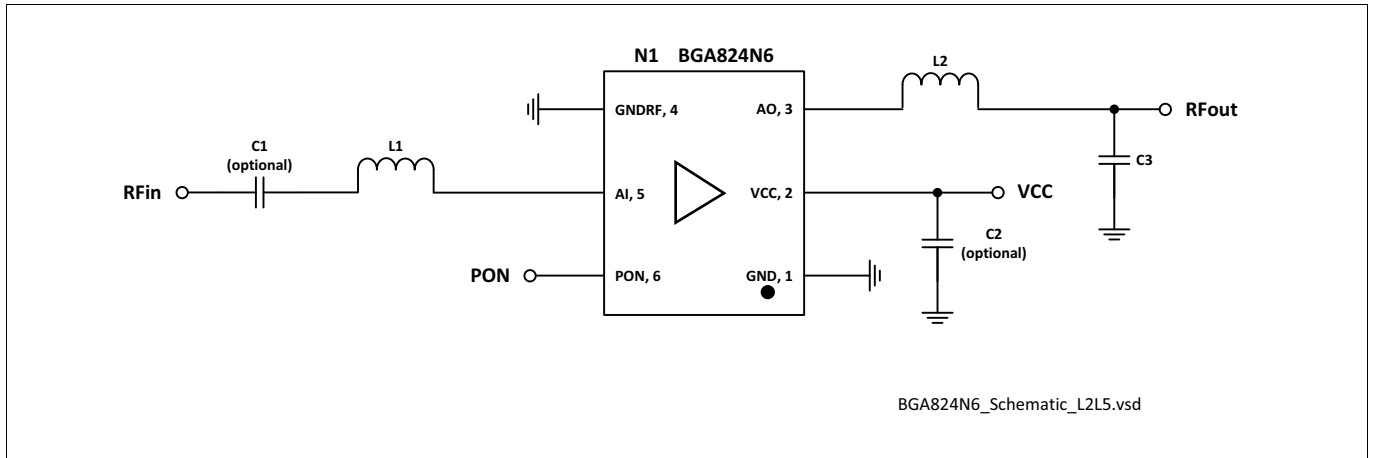 N1 BGA824N6
L2
GNDRF, 4
AO, 3
RFout
C1
(optional)
L1
C3
RFin
AI, 5
VCC, 2
VCC
C2
(optional)
PON
PON, 6
GND, 1
BGA824N6_Schematic_L2L5.vsd